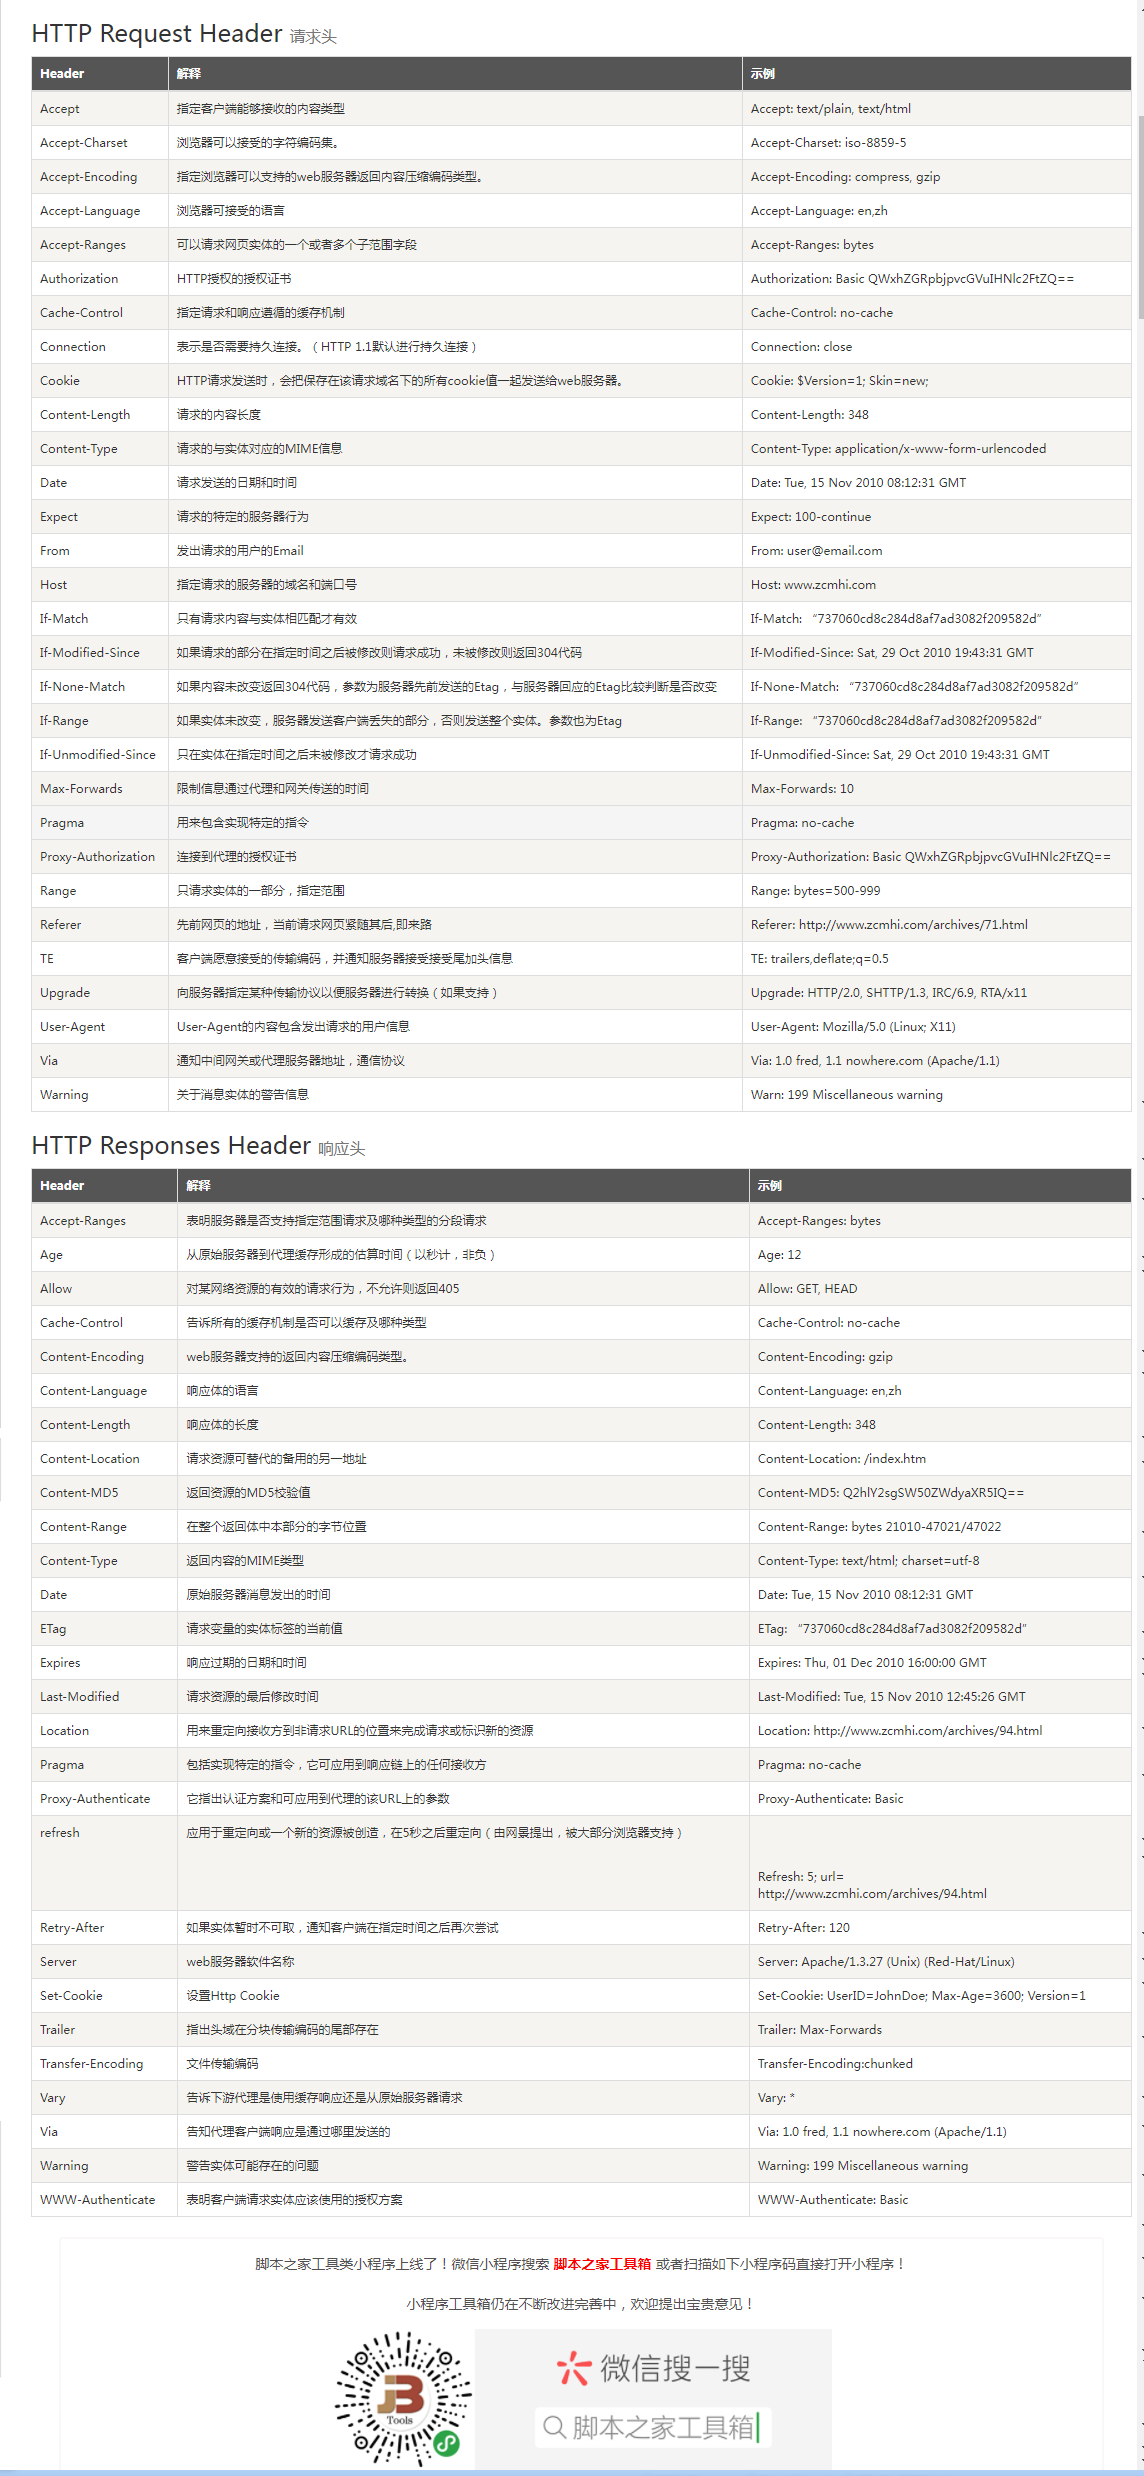 HTTP Request Header 请求头
Header 解释 示例
Accept 指定客户端能够接收的内容类型 Accept: text/plain, text/html
Accept-Charset 浏览器可以接受的字符编码集。 Accept-Charset: iso-8859-5
Accept-Encoding 指定浏览器可以支持的web服务器返回内容压缩编码类型。 Accept-Encoding: compress, gzip
Accept-Language 浏览器可接受的语言 Accept-Language: en,zh
Accept-Ranges 可以请求网页实体的一个或者多个子范围字段 Accept-Ranges: bytes
Authorization HTTP授权的授权证书 Authorization: Basic QWxhZGRpbjpvcGVuIHNlc2FtZQ==
Cache-Control 指定请求和响应遵循的缓存机制 Cache-Control: no-cache
Connection 表示是否需要持久连接。（HTTP 1.1默认进行持久连接） Connection: close
Cookie HTTP请求发送时，会把保存在该请求域名下的所有cookie值一起发送给web服务器。 Cookie: $Version=1; Skin=new;
Content-Length 请求的内容长度 Content-Length: 348
Content-Type 请求的与实体对应的MIME信息 Content-Type: application/x-www-form-urlencoded
Date 请求发送的日期和时间 Date: Tue, 15 Nov 2010 08:12:31 GMT
Expect 请求的特定的服务器行为 Expect: 100-continue
From 发出请求的用户的Email From: user@email.com
Host 指定请求的服务器的域名和端口号 Host: www.zcmhi.com
If-Match 只有请求内容与实体相匹配才有效 If-Match: “737060cd8c284d8af7ad3082f209582d”
If-Modified-Since 如果请求的部分在指定时间之后被修改则请求成功，未被修改则返回304代码 If-Modified-Since: Sat, 29 Oct 2010 19:43:31 GMT
If-None-Match 如果内容未改变返回304代码，参数为服务器先前发送的Etag，与服务器回应的Etag比较判断是否改变 If-None-Match: “737060cd8c284d8af7ad3082f209582d”
If-Range 如果实体未改变，服务器发送客户端丢失的部分，否则发送整个实体。参数也为Etag If-Range: “737060cd8c284d8af7ad3082f209582d”
If-Unmodified-Since 只在实体在指定时间之后未被修改才请求成功 If-Unmodified-Since: Sat, 29 Oct 2010 19:43:31 GMT
Max-Forwards 限制信息通过代理和网关传送的时间 Max-Forwards: 10
Pragma 用来包含实现特定的指令 Pragma: no-cache
Proxy-Authorization 连接到代理的授权证书 Proxy-Authorization: Basic QWxhZGRpbjpvcGVuIHNlc2FtZQ==
Range 只请求实体的一部分，指定范围 Range: bytes=500-999
Referer 先前网页的地址，当前请求网页紧随其后,即来路 Referer: http://www.zcmhi.com/archives/71.html
TE 客户端愿意接受的传输编码，并通知服务器接受接受尾加头信息 TE: trailers,deflate;q=0.5
Upgrade 向服务器指定某种传输协议以便服务器进行转换（如果支持） Upgrade: HTTP/2.0, SHTTP/1.3, IRC/6.9, RTA/x11
User-Agent User-Agent的内容包含发出请求的用户信息 User-Agent: Mozilla/5.0 (Linux; X11)
Via 通知中间网关或代理服务器地址，通信协议 Via: 1.0 fred, 1.1 nowhere.com (Apache/1.1)
Warning 关于消息实体的警告信息 Warn: 199 Miscellaneous warning
HTTP Responses Header 响应头
Header 解释 示例
Accept-Ranges 表明服务器是否支持指定范围请求及哪种类型的分段请求 Accept-Ranges: bytes
Age 从原始服务器到代理缓存形成的估算时间（以秒计，非负） Age: 12
Allow 对某网络资源的有效的请求行为，不允许则返回405 Allow: GET, HEAD
Cache-Control 告诉所有的缓存机制是否可以缓存及哪种类型 Cache-Control: no-cache
Content-Encoding web服务器支持的返回内容压缩编码类型。 Content-Encoding: gzip
Content-Language 响应体的语言 Content-Language: en,zh
Content-Length 响应体的长度 Content-Length: 348
Content-Location 请求资源可替代的备用的另一地址 Content-Location: /index.htm
Content-MD5 返回资源的MD5校验值 Content-MD5: Q2hlY2sgSW50ZWdyaXR5IQ==
Content-Range 在整个返回体中本部分的字节位置 Content-Range: bytes 21010-47021/47022
Content-Type 返回内容的MIME类型 Content-Type: text/html; charset=utf-8
Date 原始服务器消息发出的时间 Date: Tue, 15 Nov 2010 08:12:31 GMT
ETag 请求变量的实体标签的当前值 ETag: “737060cd8c284d8af7ad3082f209582d”
Expires 响应过期的日期和时间 Expires: Thu, 01 Dec 2010 16:00:00 GMT
Last-Modified 请求资源的最后修改时间 Last-Modified: Tue, 15 Nov 2010 12:45:26 GMT
Location 用来重定向接收方到非请求URL的位置来完成请求或标识新的资源 Location: http://www.zcmhi.com/archives/94.html
Pragma 包括实现特定的指令，它可应用到响应链上的任何接收方 Pragma: no-cache
Proxy-Authenticate 它指出认证方案和可应用到代理的该URL上的参数 Proxy-Authenticate: Basic
refresh 应用于重定向或一个新的资源被创造，在5秒之后重定向（由网景提出，被大部分浏览器支持）
Refresh: 5; url=
http://www.zcmhi.com/archives/94.html
Retry-After 如果实体暂时不可取，通知客户端在指定时间之后再次尝试 Retry-After: 120
Server web服务器软件名称 Server: Apache/1.3.27 (Unix) (Red-Hat/Linux)
Set-Cookie 设置Http Cookie Set-Cookie: UserID=JohnDoe; Max-Age=3600; Version=1
Trailer 指出头域在分块传输编码的尾部存在 Trailer: Max-Forwards
Transfer-Encoding 文件传输编码 Transfer-Encoding:chunked
Vary 告诉下游代理是使用缓存响应还是从原始服务器请求 Vary: *
Via 告知代理客户端响应是通过哪里发送的 Via: 1.0 fred, 1.1 nowhere.com (Apache/1.1)
Warning 警告实体可能存在的问题 Warning: 199 Miscellaneous warning
WWW-Authenticate 表明客户端请求实体应该使用的授权方案 WWW-Authenticate: Basic
脚本之家工具类小程序上线了！微信小程序搜索 脚本之家工具箱 或者扫描如下小程序码直接打开小程序！
小程序工具箱仍在不断改进完善中，欢迎提出宝贵意见！
JB
Tools
微信搜一搜
脚本之家工具箱